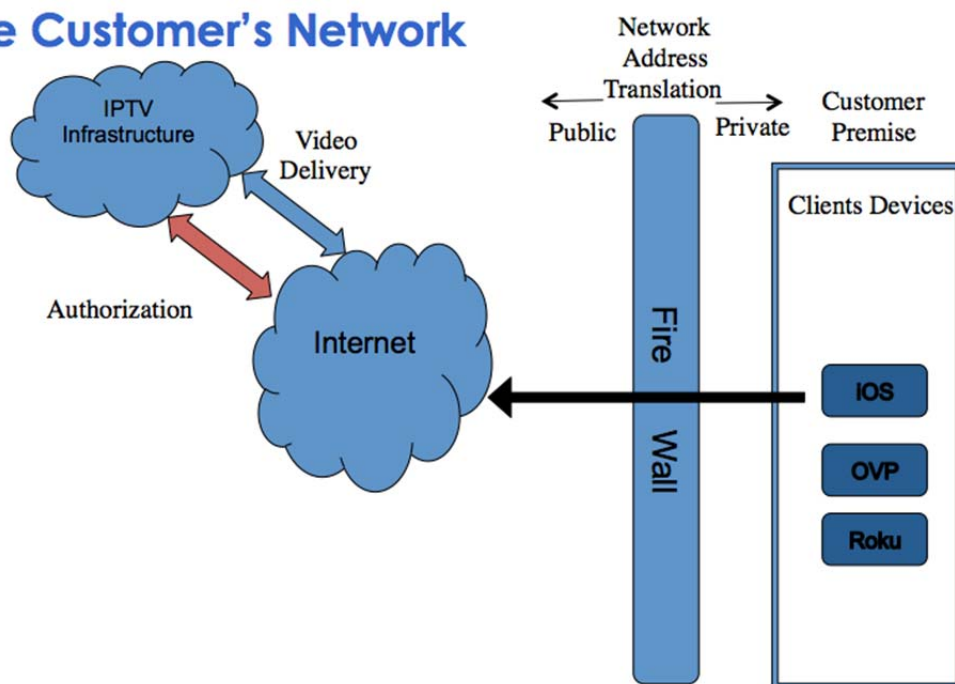 e Customer's Network
IPTV
Infrastructure
Video
Delivery
Authorization
Internet
Network
Address
Translation
Public
Private
Fire Wall
Customer
Premise
Clients Devices
IOS
OVP
Roku